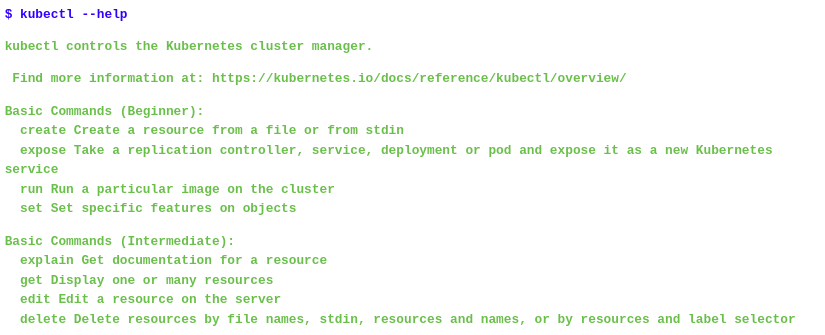 $ kubectl --help
kubectl controls the Kubernetes cluster manager.
Find more information at: https://kubernetes.io/docs/reference/kubectl/overview/
Basic Commands (Beginner):
create Create a resource from a file or from stdin
expose Take a replication controller, service, deployment or pod and expose it as a new Kubernetes
service
run Run a particular image on the cluster
set Set specific features on objects
Basic Commands (Intermediate):
explain Get documentation for a resource
get Display one or many resources
edit Edit a resource on the server
delete Delete resources by file names, stdin, resources and names, or by resources and label selector